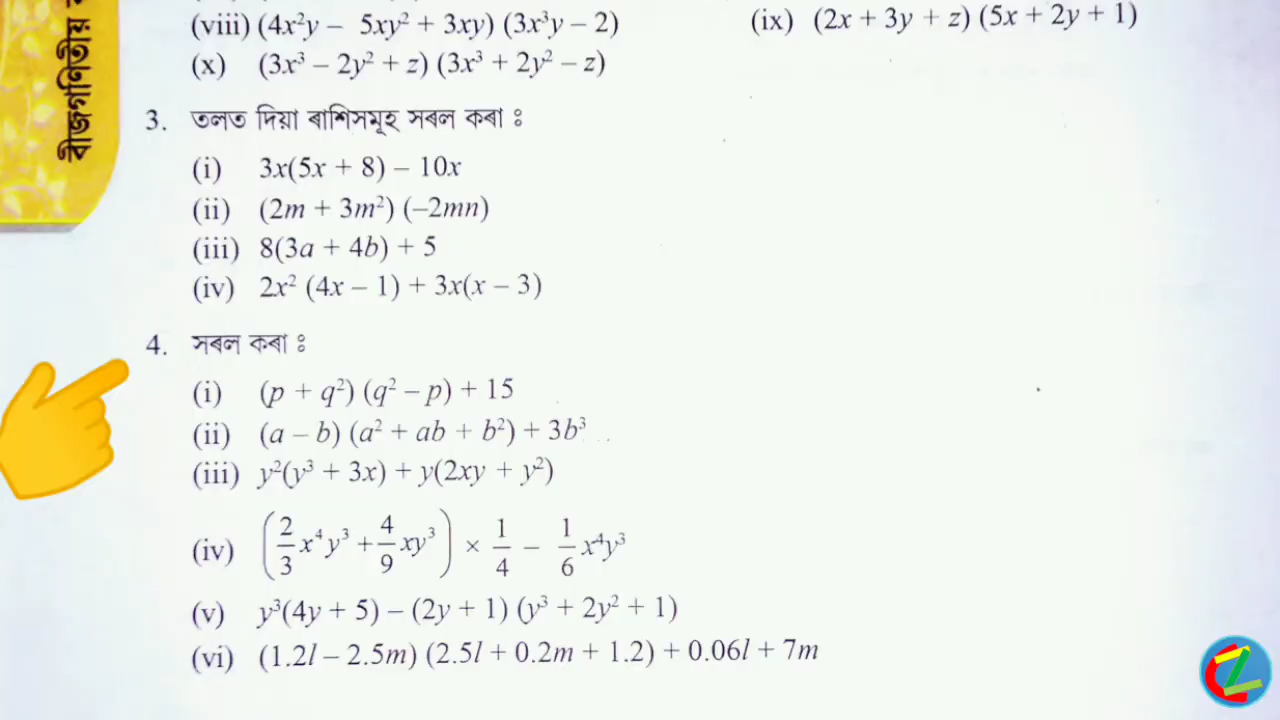 (viii) (4x²y – 5xy² + 3xy) (3x³y – 2) (ix) (2x + 3y + z) (5x + 2y + 1)
(x) (3x³ – 2y² + z) (3x³ + 2y² – z)
বীজগণিতীয়
3. তলত দিয়া ৰাশিসমূহ সৰল কৰা ঃ
(i) 3x(5x + 8) – 10x
(ii) (2m + 3m²) (–2mn)
(iii) 8(3a + 4b) + 5
(iv) 2x² (4x – 1) + 3x(x – 3)
4. সৰল কৰা ঃ
(i) (p + q²) (q² – p) + 15
(ii) (a – b) (a² + ab + b²) + 3b³
(iii) y²(y³ + 3x) + y(2xy + y²)
(iv) (2/3 x⁴y³ + 4/9 xy³) × 1/4 – 1/6 x⁴y³
(v) y³(4y + 5) – (2y + 1) (y³ + 2y² + 1)
(vi) (1.2l – 2.5m) (2.5l + 0.2m + 1.2) + 0.06l + 7m